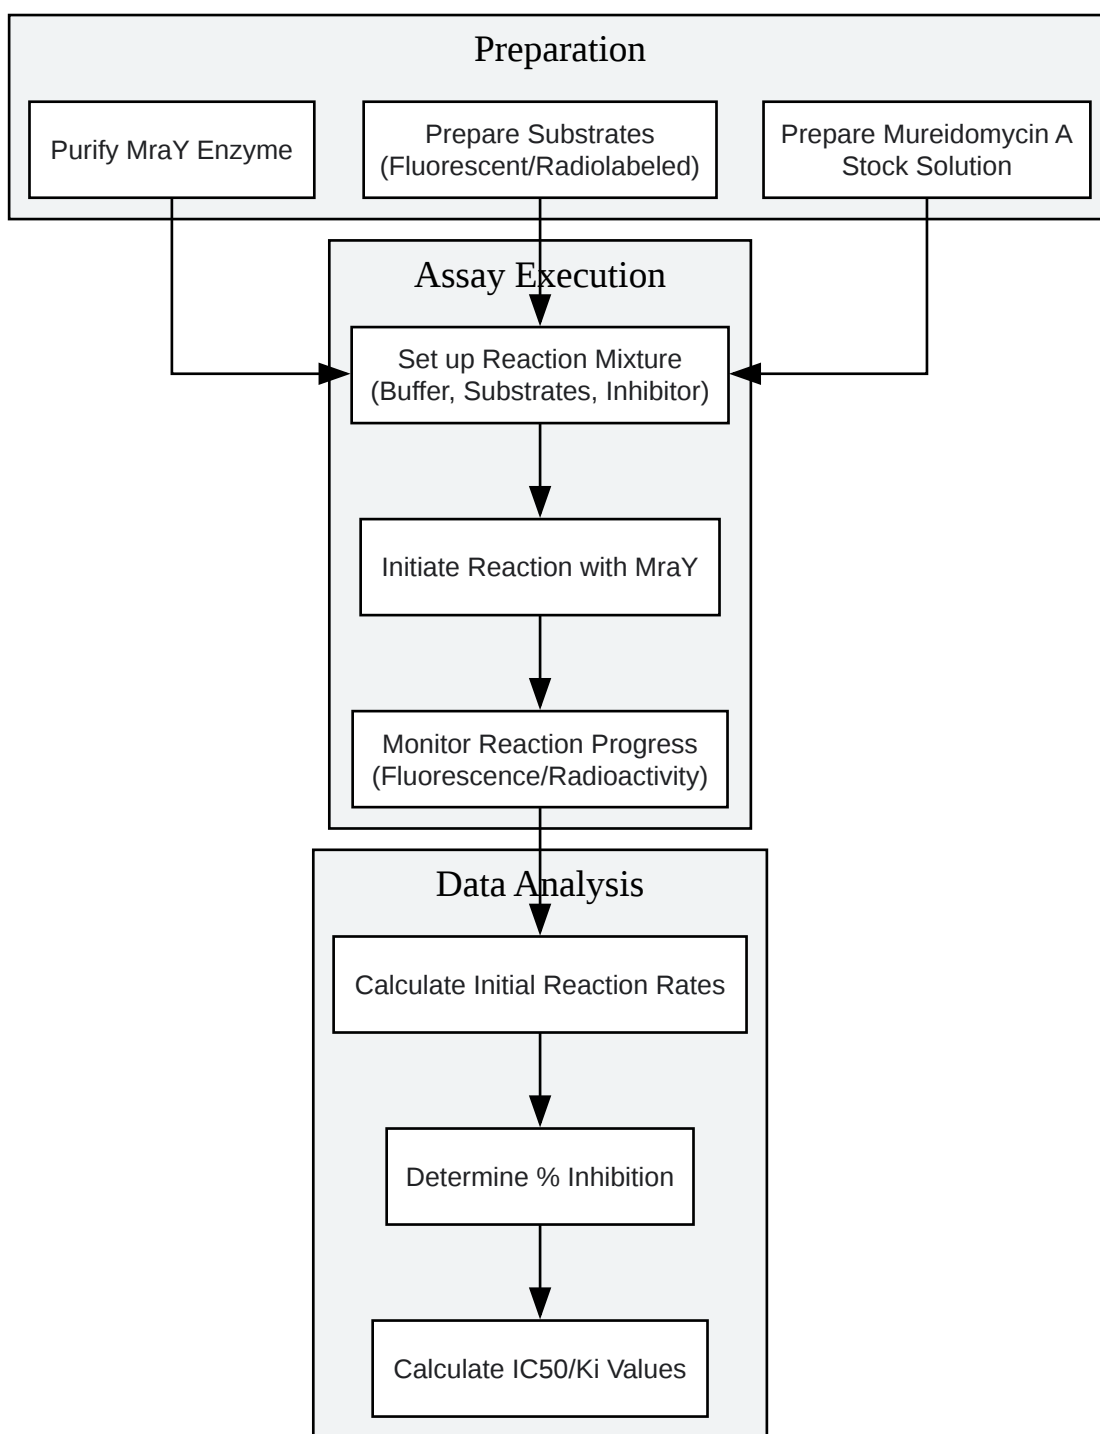 Preparation
Purify MraY Enzyme
Prepare Substrates
(Fluorescent/Radiolabeled)
Prepare Mureidomycin A
Stock Solution
Assay Execution
Set up Reaction Mixture
(Buffer, Substrates, Inhibitor)
Initiate Reaction with MraY
Monitor Reaction Progress
(Fluorescence/Radioactivity)
Data Analysis
Calculate Initial Reaction Rates
Determine % Inhibition
Calculate IC50/Ki Values